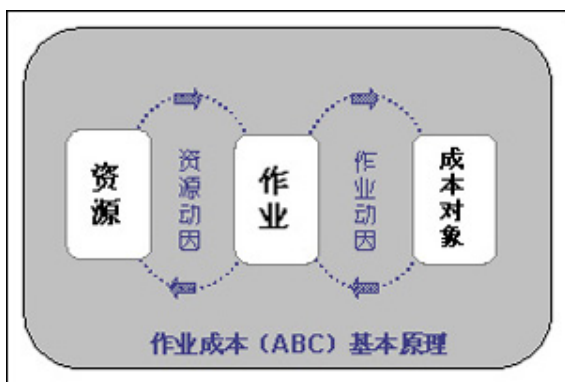 资源
资源动因
作业
作业动因
成本对象
作业成本（ABC）基本原理